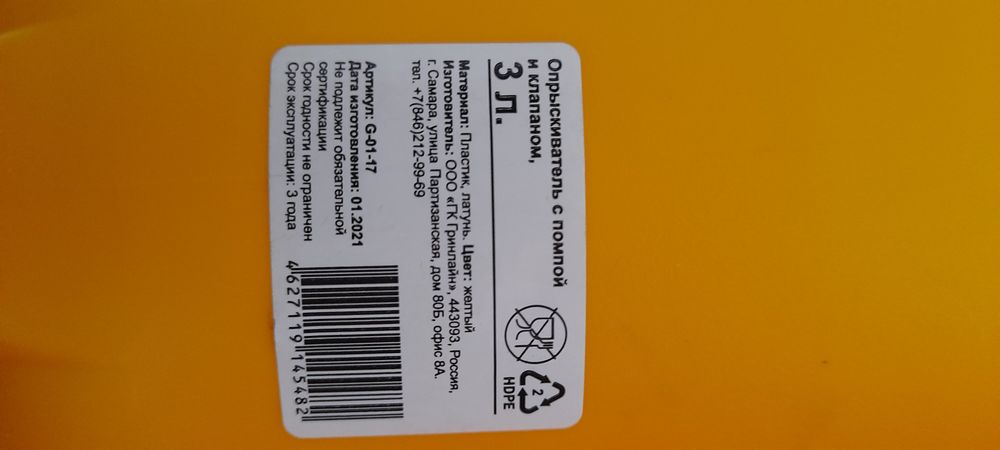 Опрыскиватель с помпой
и клапаном,
3 л.
2
HDPE
Материал: Пластик, латунь. Цвет: желтый
Изготовитель: ООО «ГК Гринлайн», 443093, Россия,
г. Самара, улица Партизанская, дом 80Б, офис 8А.
тел. +7(846)212-99-69
Артикул: G-01-17
Дата изготовления: 01.2021
Не подлежит обязательной
сертификации
Срок годности не ограничен
Срок эксплуатации: 3 года
4627119145482